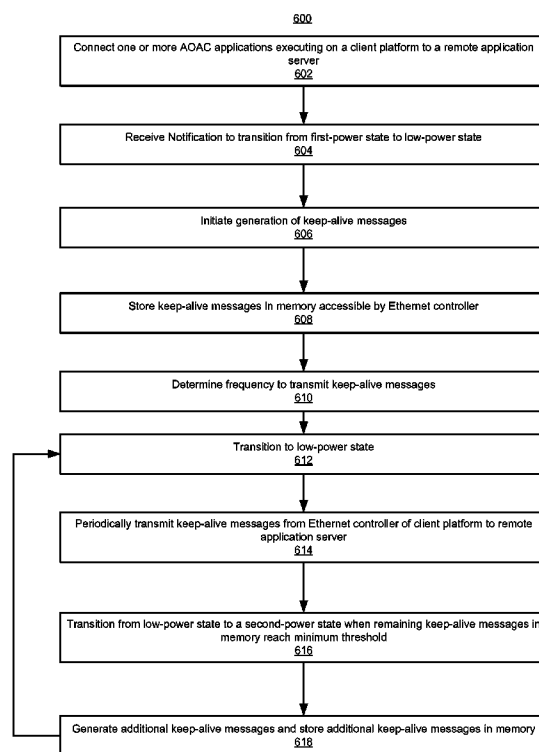 600
Connect one or more AOAC applications executing on a client platform to a remote application
server
602
Receive Notification to transition from first-power state to low-power state
604
Initiate generation of keep-alive messages
606
Store keep-alive messages In memory accessible by Ethernet controller
608
Determine frequency to transmit keep-alive messages
610
Transition to low-power state
612
Periodically transmit keep-alive messages from Ethernet controller of client platform to remote
application server
614
Transition from low-power state to a second-power state when remaining keep-alive messages in
memory reach minimum threshold
616
Generate additional keep-alive messages and store additional keep-alive messages in memory
618